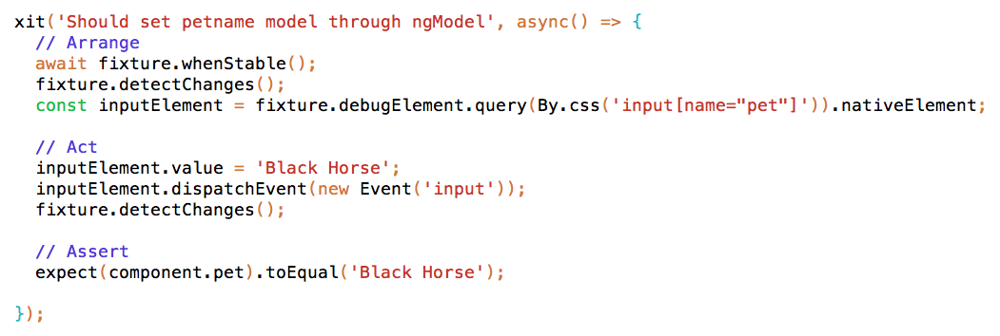 xit('Should set petname model through ngModel', async() => {
  // Arrange
  await fixture.whenStable();
  fixture.detectChanges();
  const inputElement = fixture.debugElement.query(By.css('input[name="pet"]')).nativeElement;

  // Act
  inputElement.value = 'Black Horse';
  inputElement.dispatchEvent(new Event('input'));
  fixture.detectChanges();

  // Assert
  expect(component.pet).toEqual('Black Horse');

});